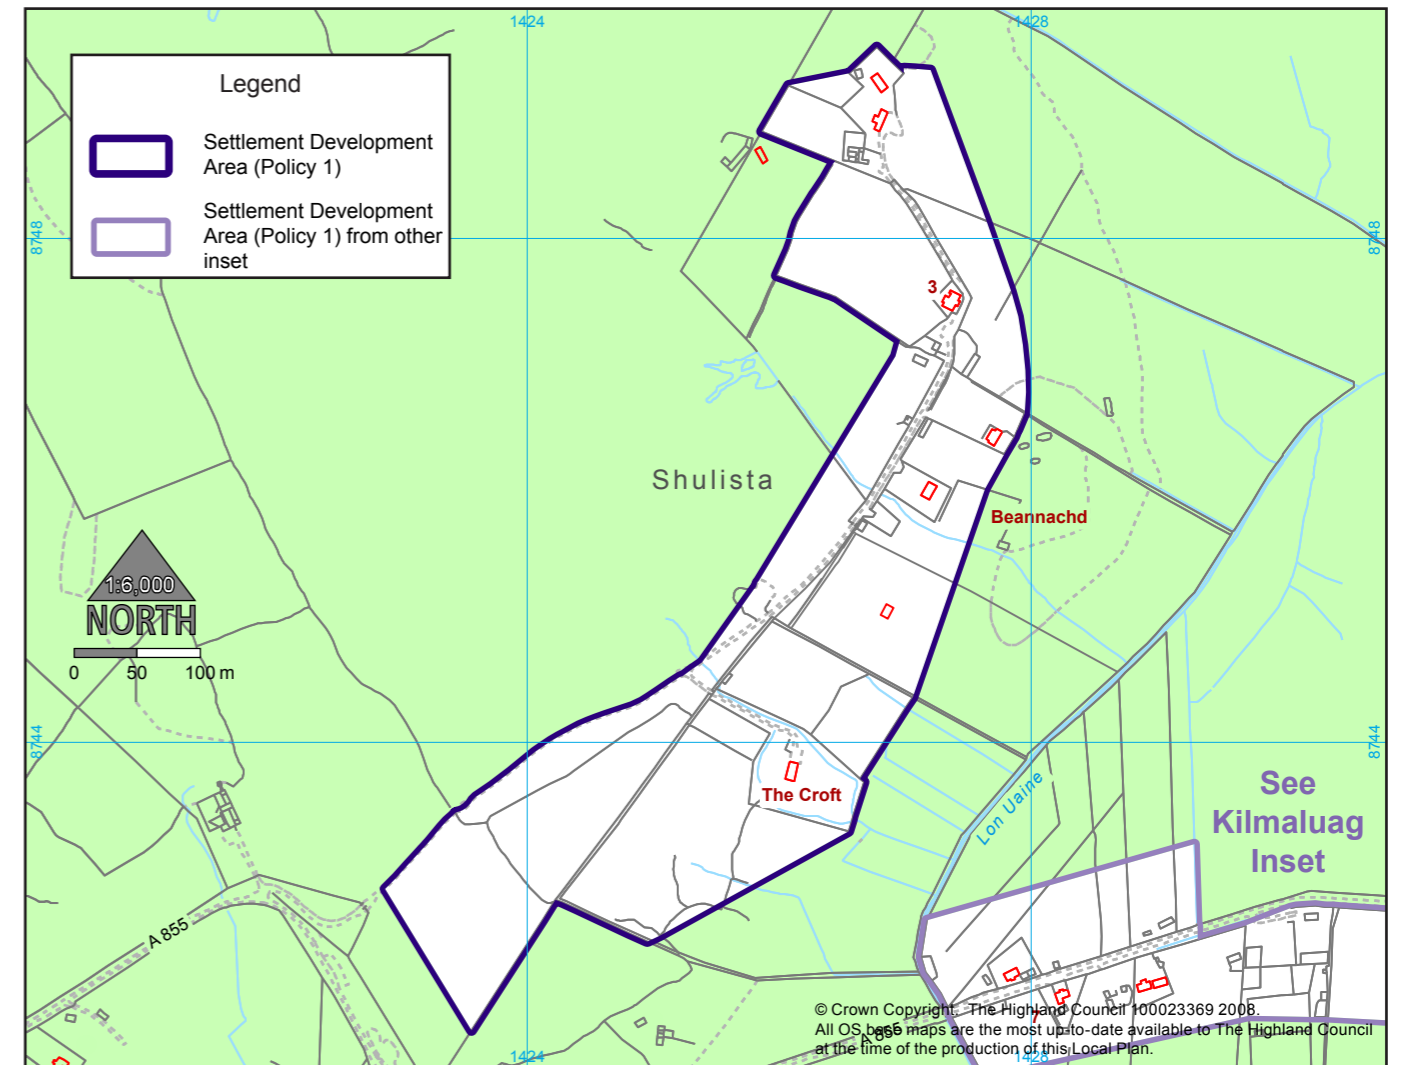 1424
1428
Legend
Settlement Development
Area (Policy 1)
Settlement Development
Area (Policy 1) from other
inset
8748
8748
3
Shulista
Beannachd
1:6,000
NORTH
0 50 100 m
8744
8744
The Croft
Lon Uaine
See
Kilmaluag
Inset
A 855
7
A 855
1424
1428
© Crown Copyright. The Highland Council 100023369 2008.
All OS base maps are the most up-to-date available to The Highland Council
at the time of the production of this Local Plan.